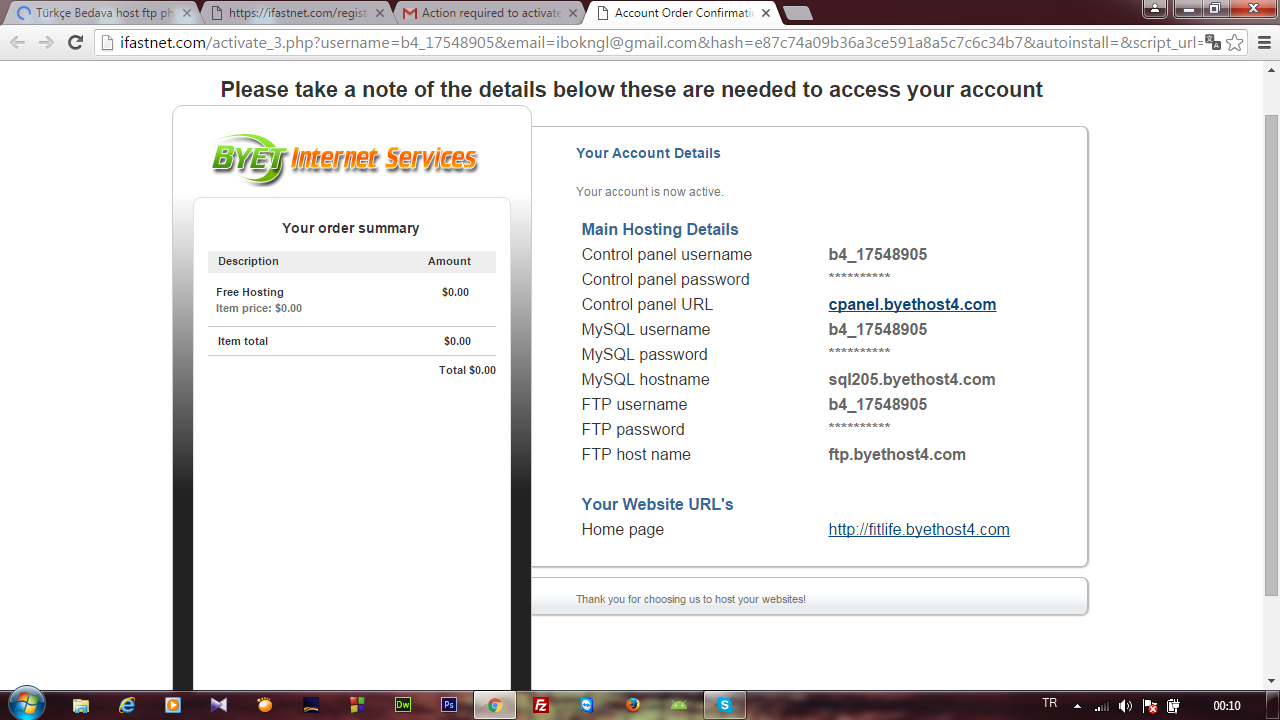 Türkçe Bedava host ftp ph
https://ifastnet.com/regist
Action required to activate
Account Order Confirmati
ifastnet.com/activate_3.php?username=b4_17548905&email=ibokngl@gmail.com&hash=e87c74a09b36a3ce591a8a5c7c6c34b7&autoinstall=&script_url=
Please take a note of the details below these are needed to access your account
BYET Internet Services
Your order summary
Description Amount
Free Hosting $0.00
Item price: $0.00
Item total $0.00
Total $0.00
Your Account Details
Your account is now active.
Main Hosting Details
Control panel username b4_17548905
Control panel password **********
Control panel URL cpanel.byethost4.com
MySQL username b4_17548905
MySQL password **********
MySQL hostname sql205.byethost4.com
FTP username b4_17548905
FTP password **********
FTP host name ftp.byethost4.com
Your Website URL's
Home page http://fitlife.byethost4.com
Thank you for choosing us to host your websites!
Dw Ps Fz S TR 00:10